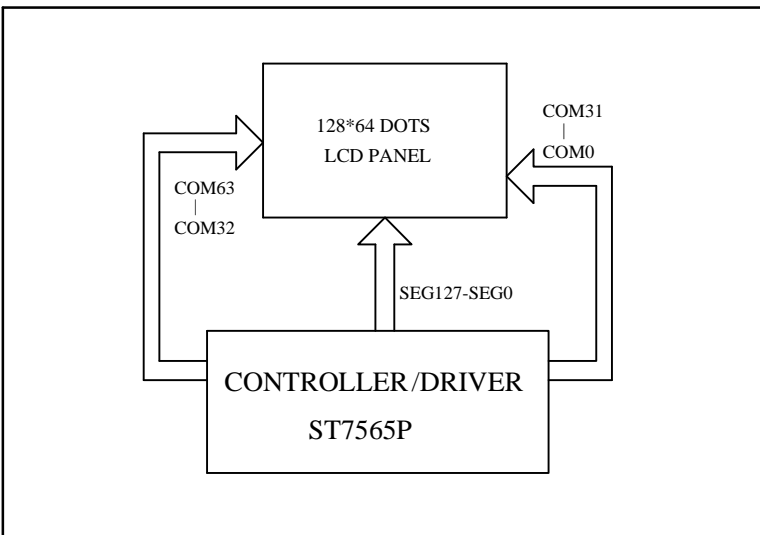 128*64 DOTS
LCD PANEL
COM31
|
COM0
COM63
|
COM32
SEG127-SEG0
CONTROLLER/DRIVER
ST7565P